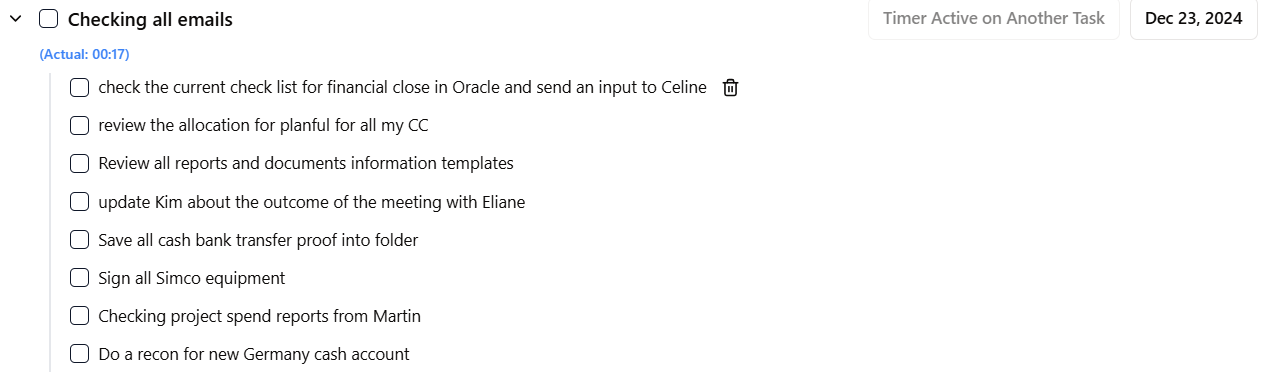 Checking all emails
Timer Active on Another Task
Dec 23, 2024
(Actual: 00:17)
check the current check list for financial close in Oracle and send an input to Celine
review the allocation for planful for all my CC
Review all reports and documents information templates
update Kim about the outcome of the meeting with Eliane
Save all cash bank transfer proof into folder
Sign all Simco equipment
Checking project spend reports from Martin
Do a recon for new Germany cash account